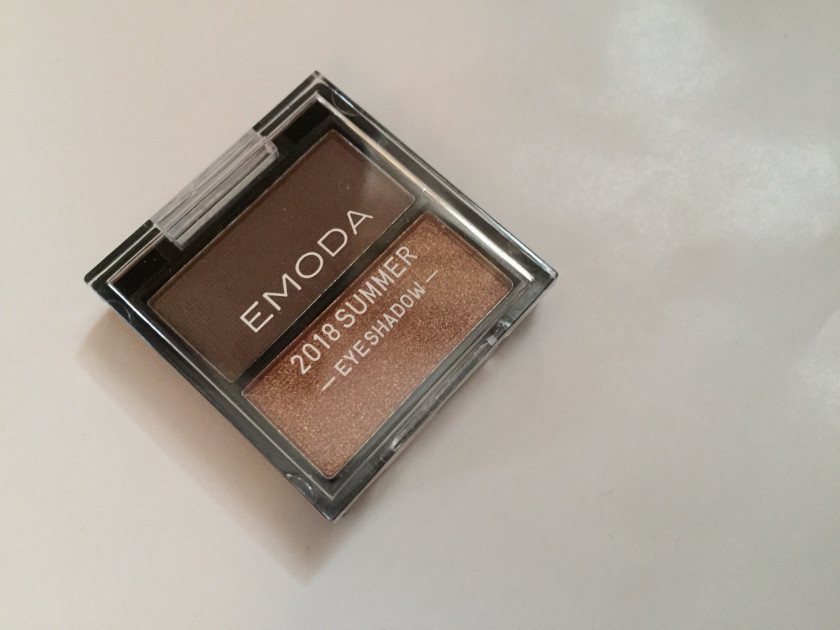 EMODA
2018 SUMMER
— EYESHADOW —